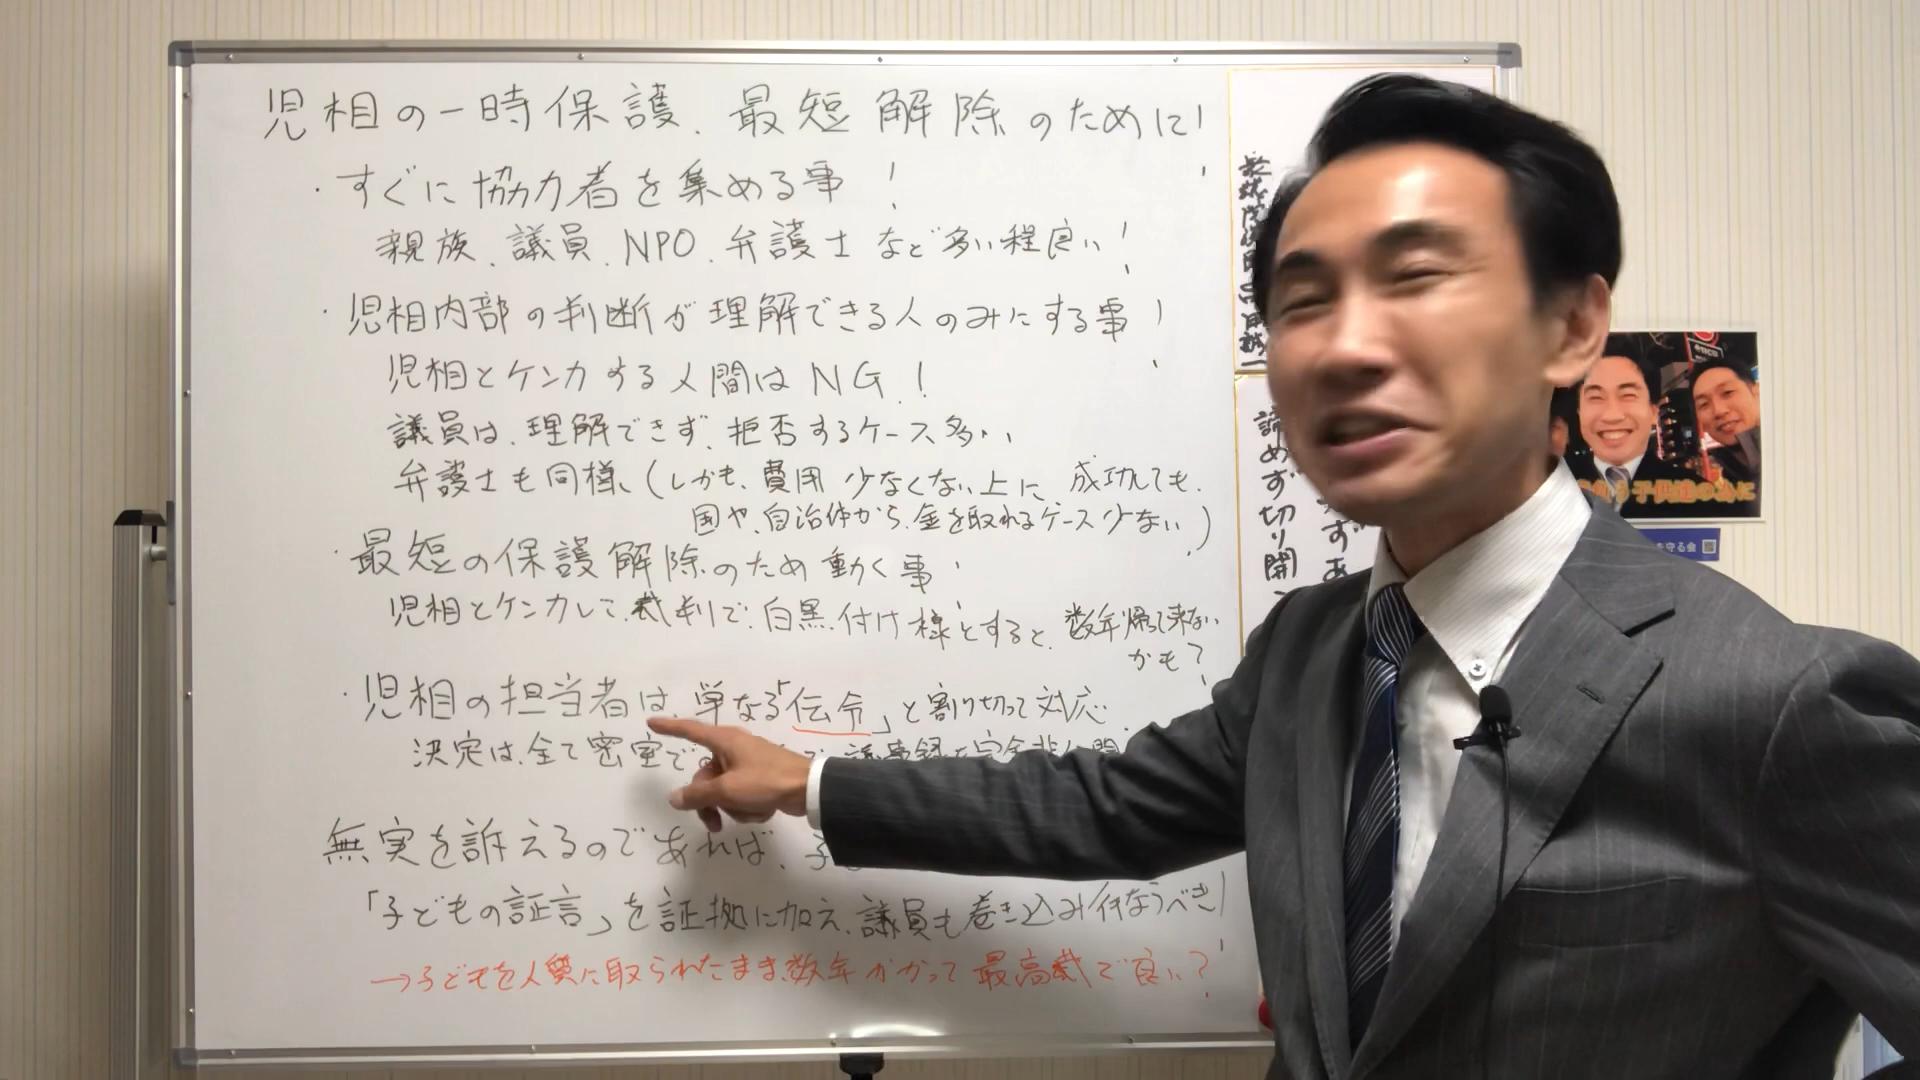 児相の一時保護、最短解除のために！
・すぐに協力者を集める事！
親族、議員、NPO、弁護士など多い程良い！
・児相内部の判断が理解できる人のみにする事！
児相とケンカする人間はNG！
議員は、理解できず、拒否するケース多い
弁護士も同様、(しかも、費用少なくない上に、成功しても、
国や、自治体から、金を取れるケース少ない)
・最短の保護解除のため動く事！
児相とケンカして、裁判で、白黒付け様とすると、数年帰って来ない
かも？
・児相の担当者は、単なる「伝令」と割り切って対応、
決定は、全て密室で
無実を訴えるのであれば、子
「子どもの証言」を証拠に加え、議員も巻き込み行なうべき！
→子どもを人質に取られたまま、数年かかって最高裁で良い？
諦めず切り開
子供達の為に
を守る会